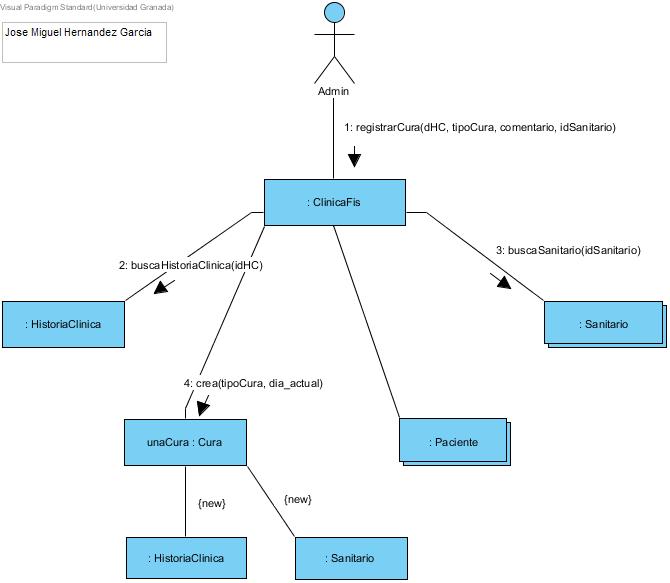 Visual Paradigm Standard(Universidad Granada)
Jose Miguel Hernandez Garcia
Admin
1: registrarCura(dHC, tipoCura, comentario, idSanitario)
: ClinicaFis
3: buscaSanitario(idSanitario)
2: buscaHistoriaClinica(idHC)
: HistoriaClinica
: Sanitario
4: crea(tipoCura, dia_actual)
unaCura : Cura
: Paciente
{new}
{new}
: HistoriaClinica
: Sanitario